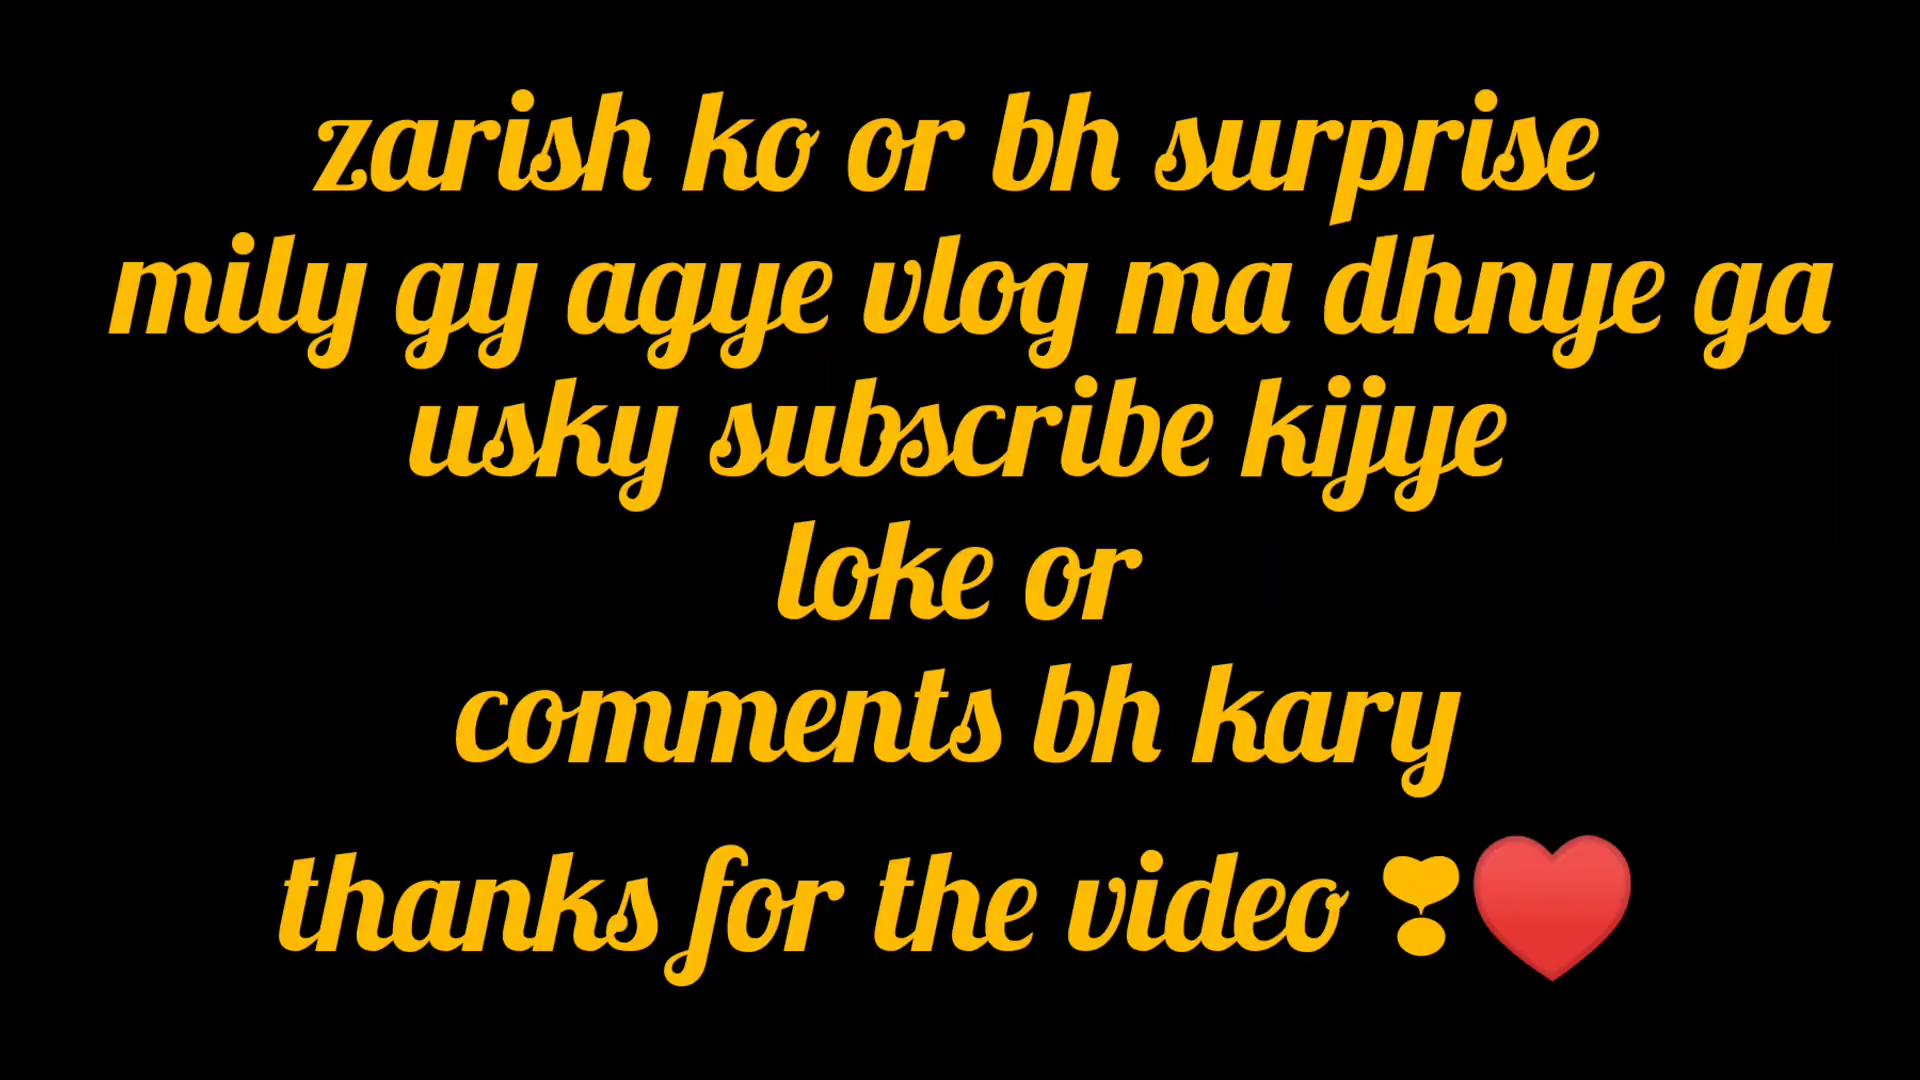 zarish ko or bh surprise
mily gy agye vlog ma dhnye ga
usky subscribe kijye
loke or
comments bh kary
thanks for the video ❣♥️